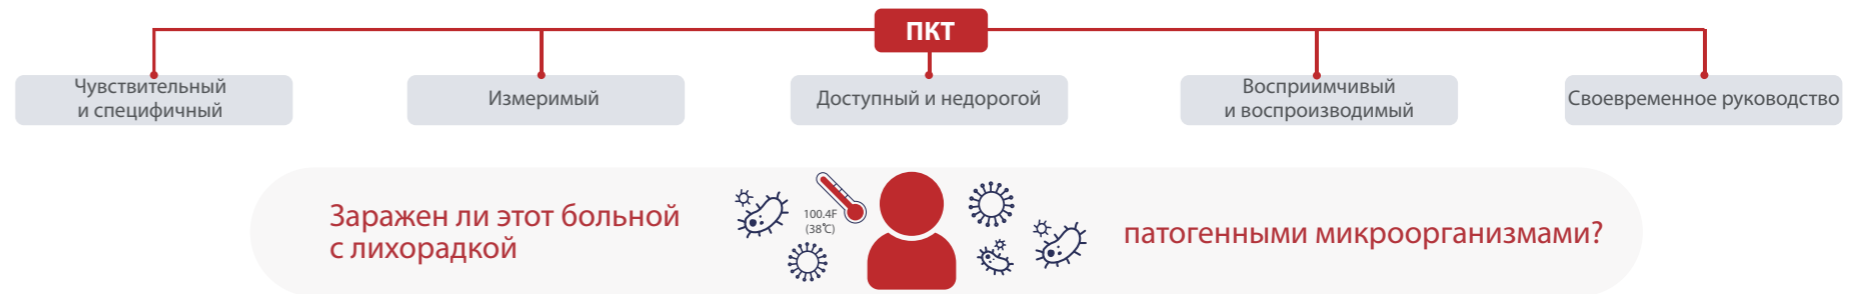 ПКТ
Чувствительный
и специфичный
Измеримый
Доступный и недорогой
Восприимчивый
и воспроизводимый
Своевременное руководство
Заражен ли этот больной
с лихорадкой
100.4F
(38℃)
патогенными микроорганизмами?